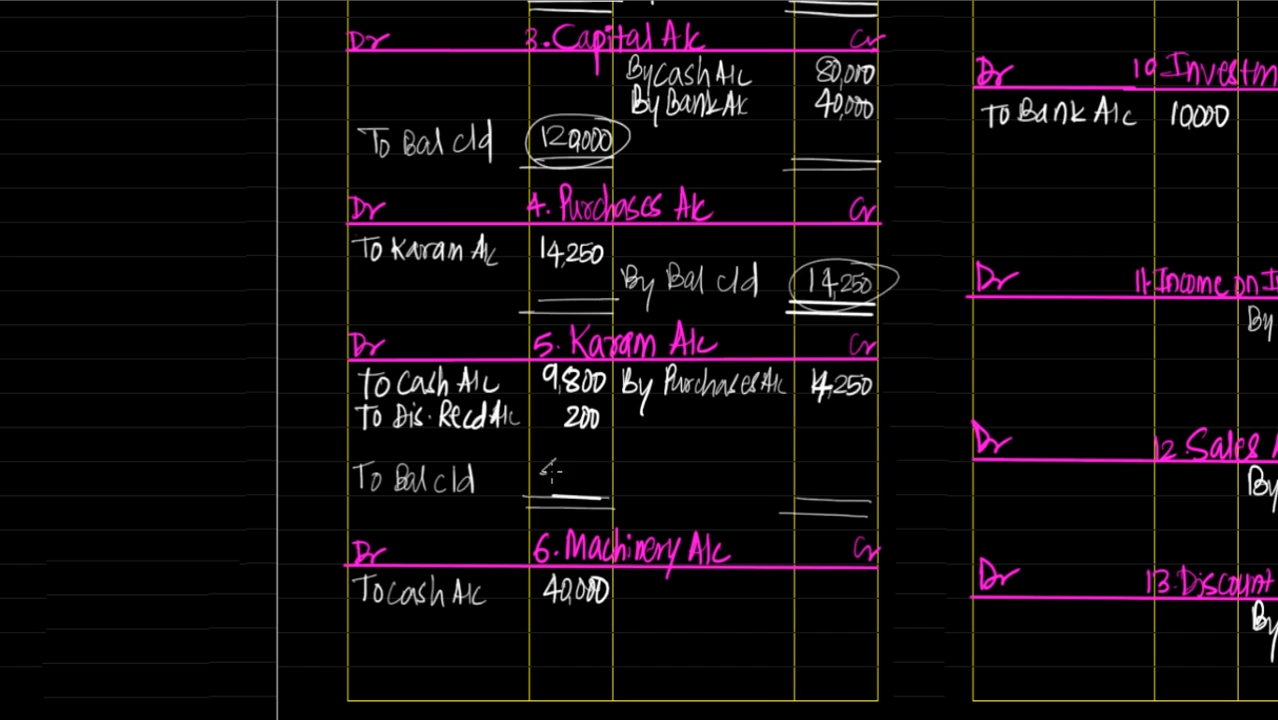 Dr 3. Capital A/c Cr
By Cash A/c 80,000
By Bank A/c 40,000
To Bal c/d 120,000
Dr 4. Purchases A/c Cr
To Karam A/c 14,250
By Bal c/d 14,250
Dr 5. Karam A/c Cr
To Cash A/c 9,800 By Purchases A/c 14,250
To Dis. Recd A/c 200
To Bal c/d
Dr 6. Machinery A/c Cr
To Cash A/c 40,000
Dr 10. Investm
To Bank A/c 10,000
Dr 11. Income on I
By
Dr 12. Sales A
By
Dr 13. Discount
By